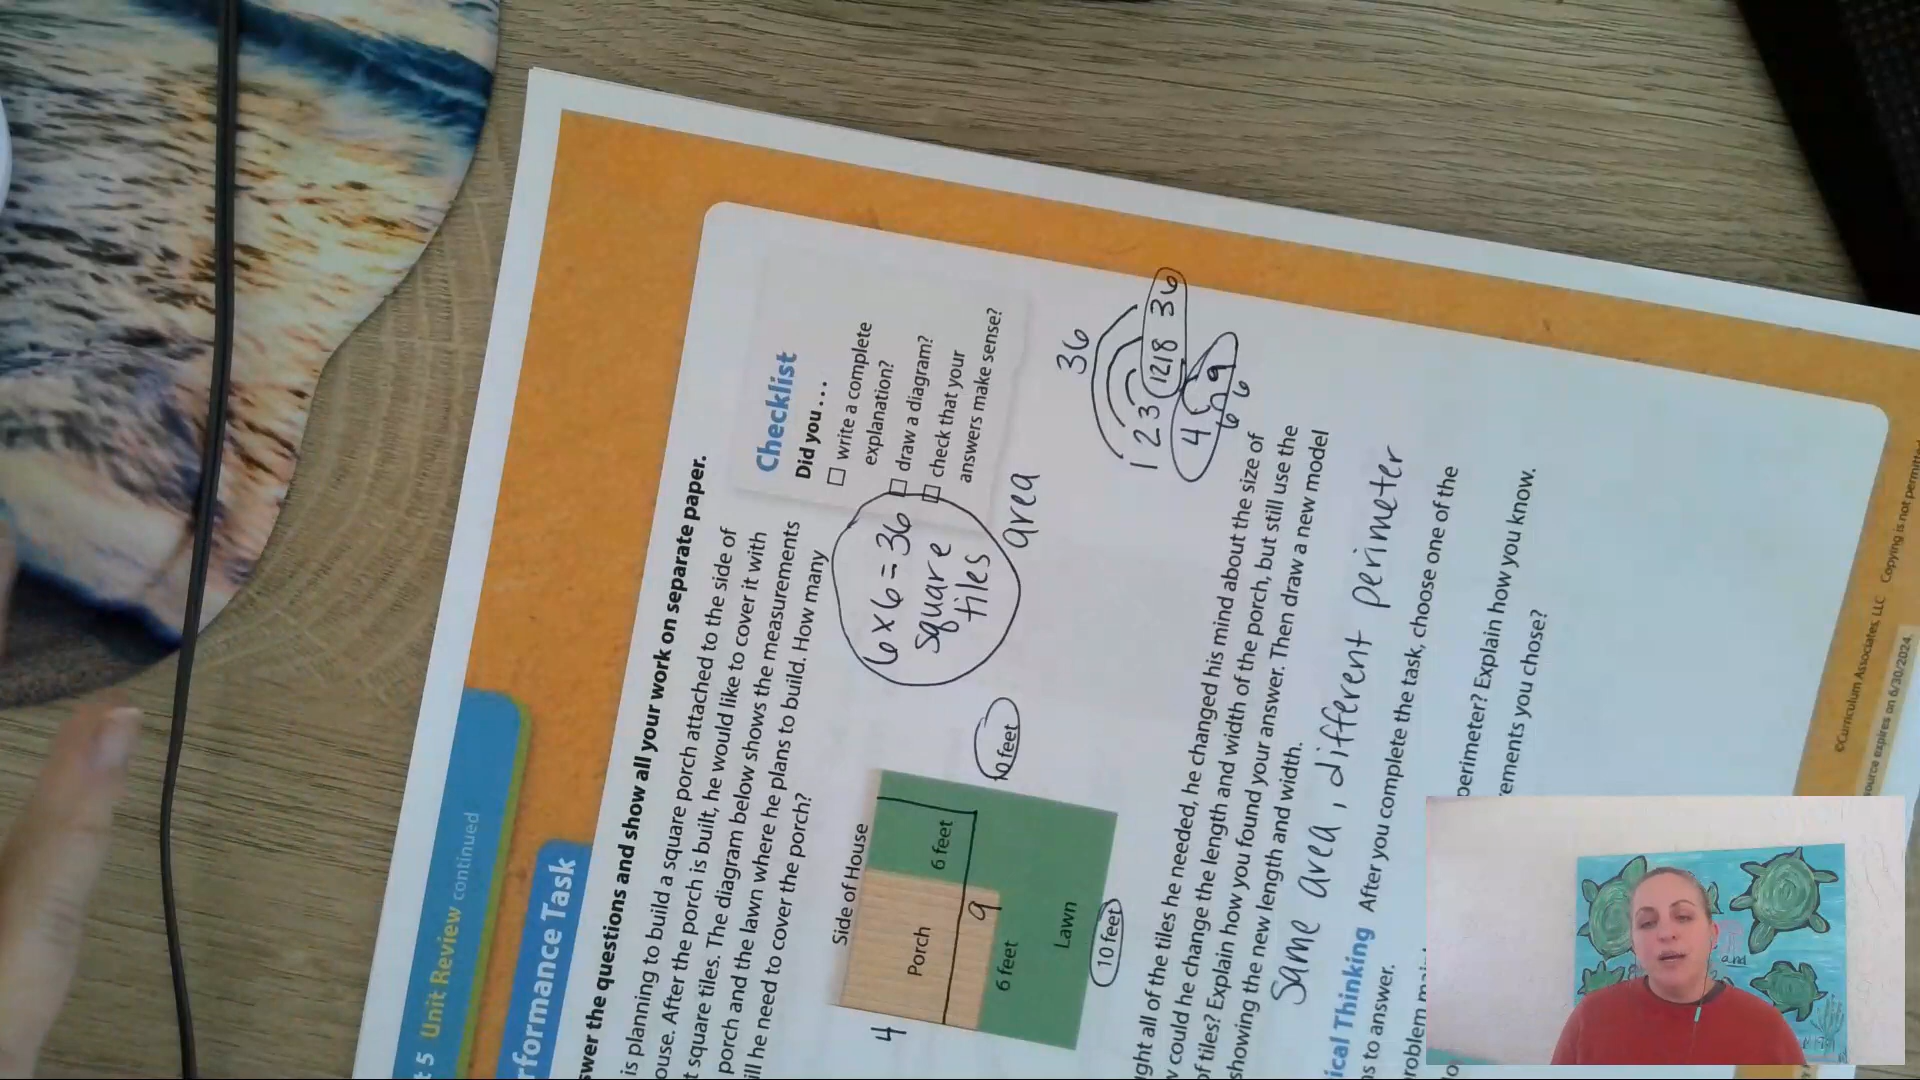 t 5 Unit Review continued
formance Task
swer the questions and show all your work on separate paper.
is planning to build a square porch attached to the side of
ouse. After the porch is built, he would like to cover it with
t square tiles. The diagram below shows the measurements
porch and the lawn where he plans to build. How many
ill he need to cover the porch?
Checklist
Did you ...
write a complete
explanation?
draw a diagram?
check that your
answers make sense?
6 x 6 = 36
square
tiles
area
Side of House
Porch
6 feet
6 feet
Lawn
10 feet
feet
4
9
36
1 2 3 12 18 36
4 9
6 6
ght all of the tiles he needed, he changed his mind about the size of
could he change the length and width of the porch, but still use the
of tiles? Explain how you found your answer. Then draw a new model
showing the new length and width.
Same area, different perimeter
ical Thinking After you complete the task, choose one of the
ns to answer.
roblem
perimeter? Explain how you know.
rements you chose?
©Curriculum Associates, LLC Copying is not permitted
source expires on 6/30/2024.
and